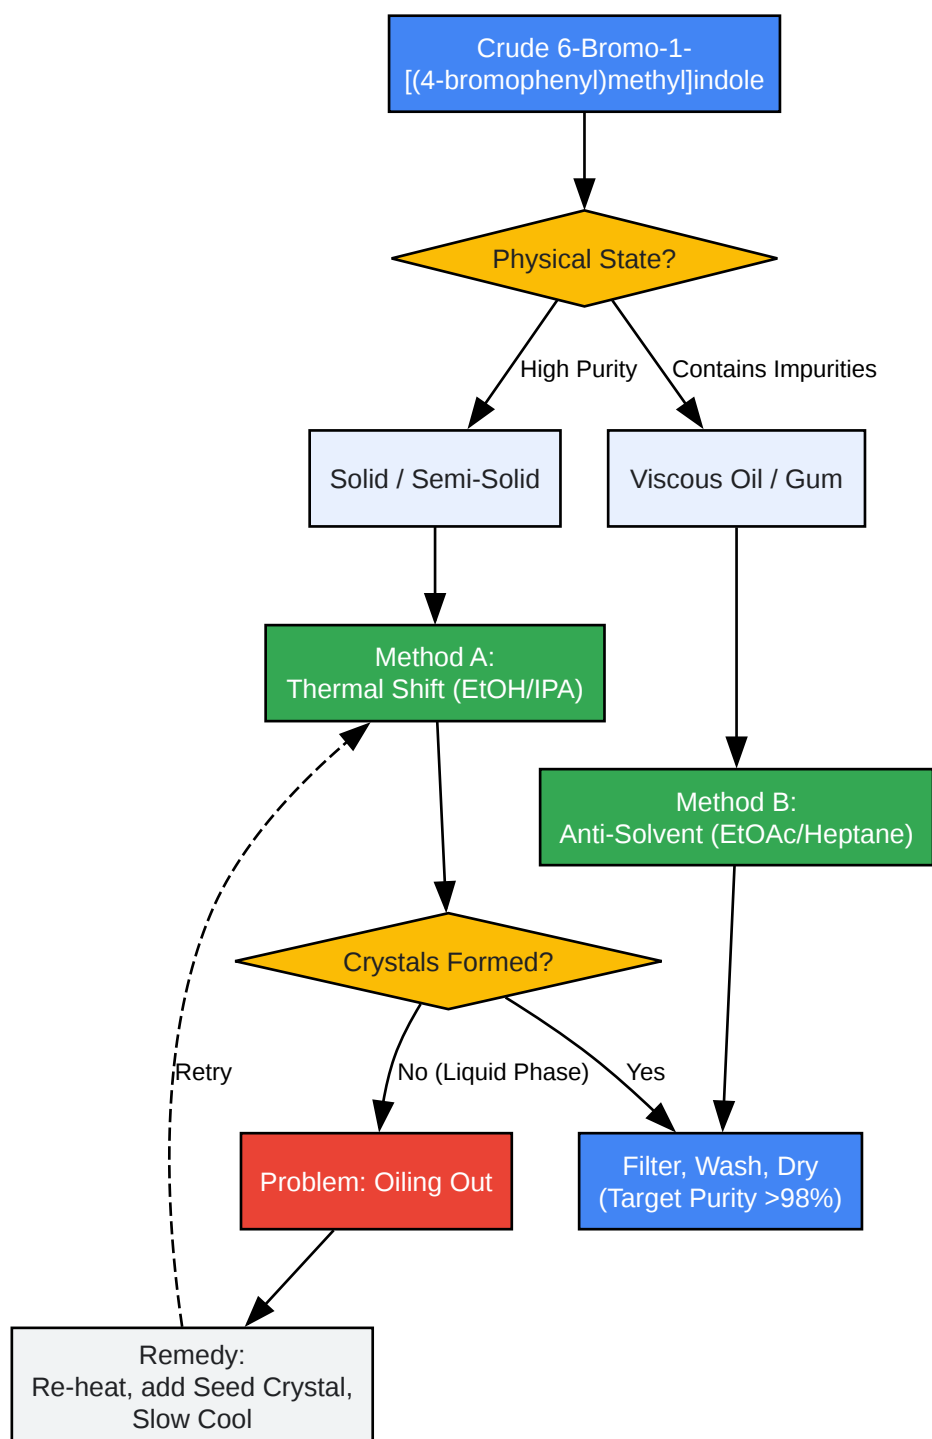 Crude 6-Bromo-1-
[(4-bromophenyl)methyl]indole
Physical State?
High Purity
Contains Impurities
Solid / Semi-Solid
Viscous Oil / Gum
Method A:
Thermal Shift (EtOH/IPA)
Method B:
Anti-Solvent (EtOAc/Heptane)
Crystals Formed?
Retry
No (Liquid Phase)
Yes
Problem: Oiling Out
Filter, Wash, Dry
(Target Purity >98%)
Remedy:
Re-heat, add Seed Crystal,
Slow Cool